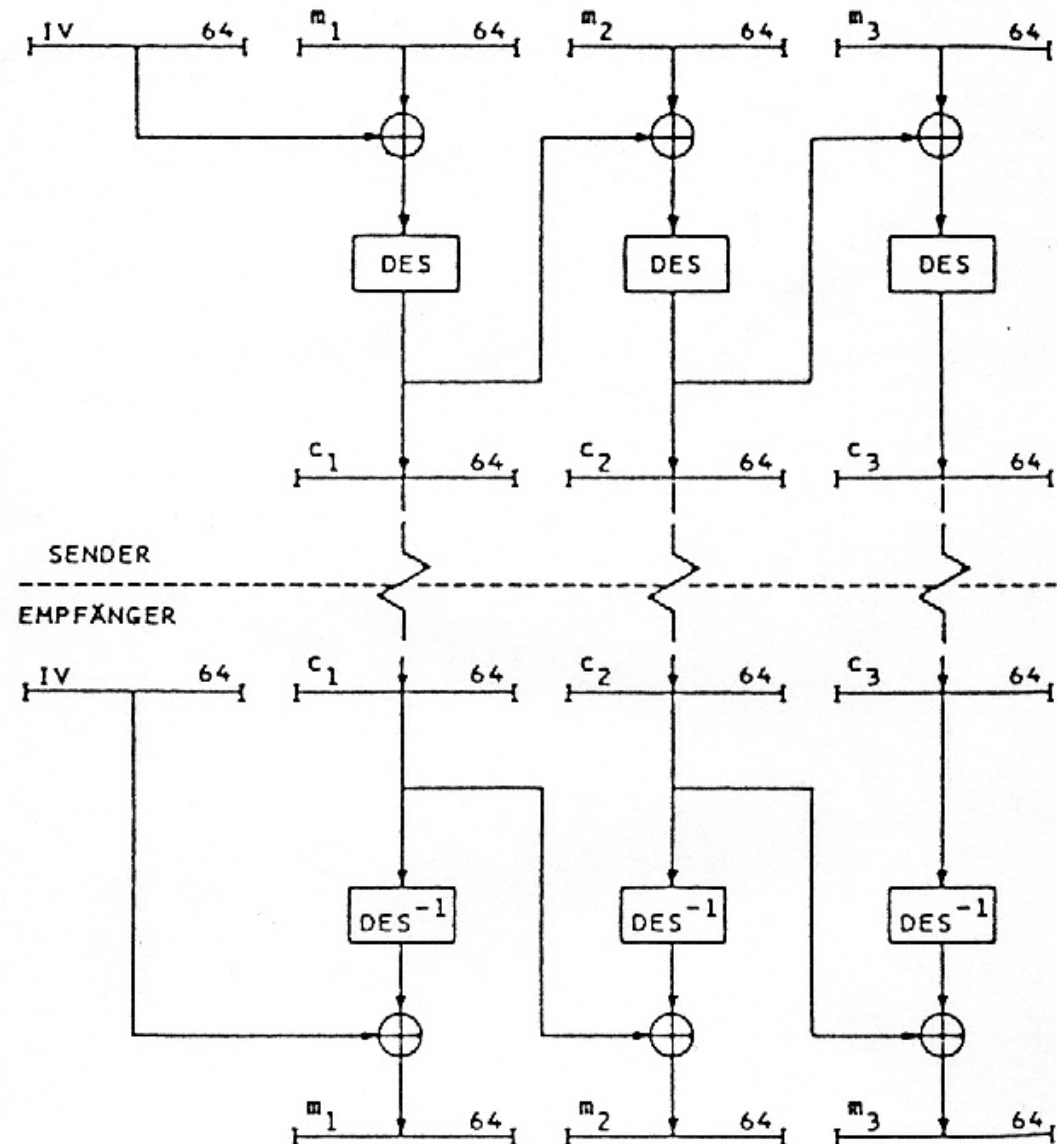 IV 64 m1 64 m2 64 m3 64
DES DES DES
c1 64 c2 64 c3 64
SENDER
EMPFÄNGER
IV 64 c1 64 c2 64 c3 64
DES-1 DES-1 DES-1
m1 64 m2 64 m3 64